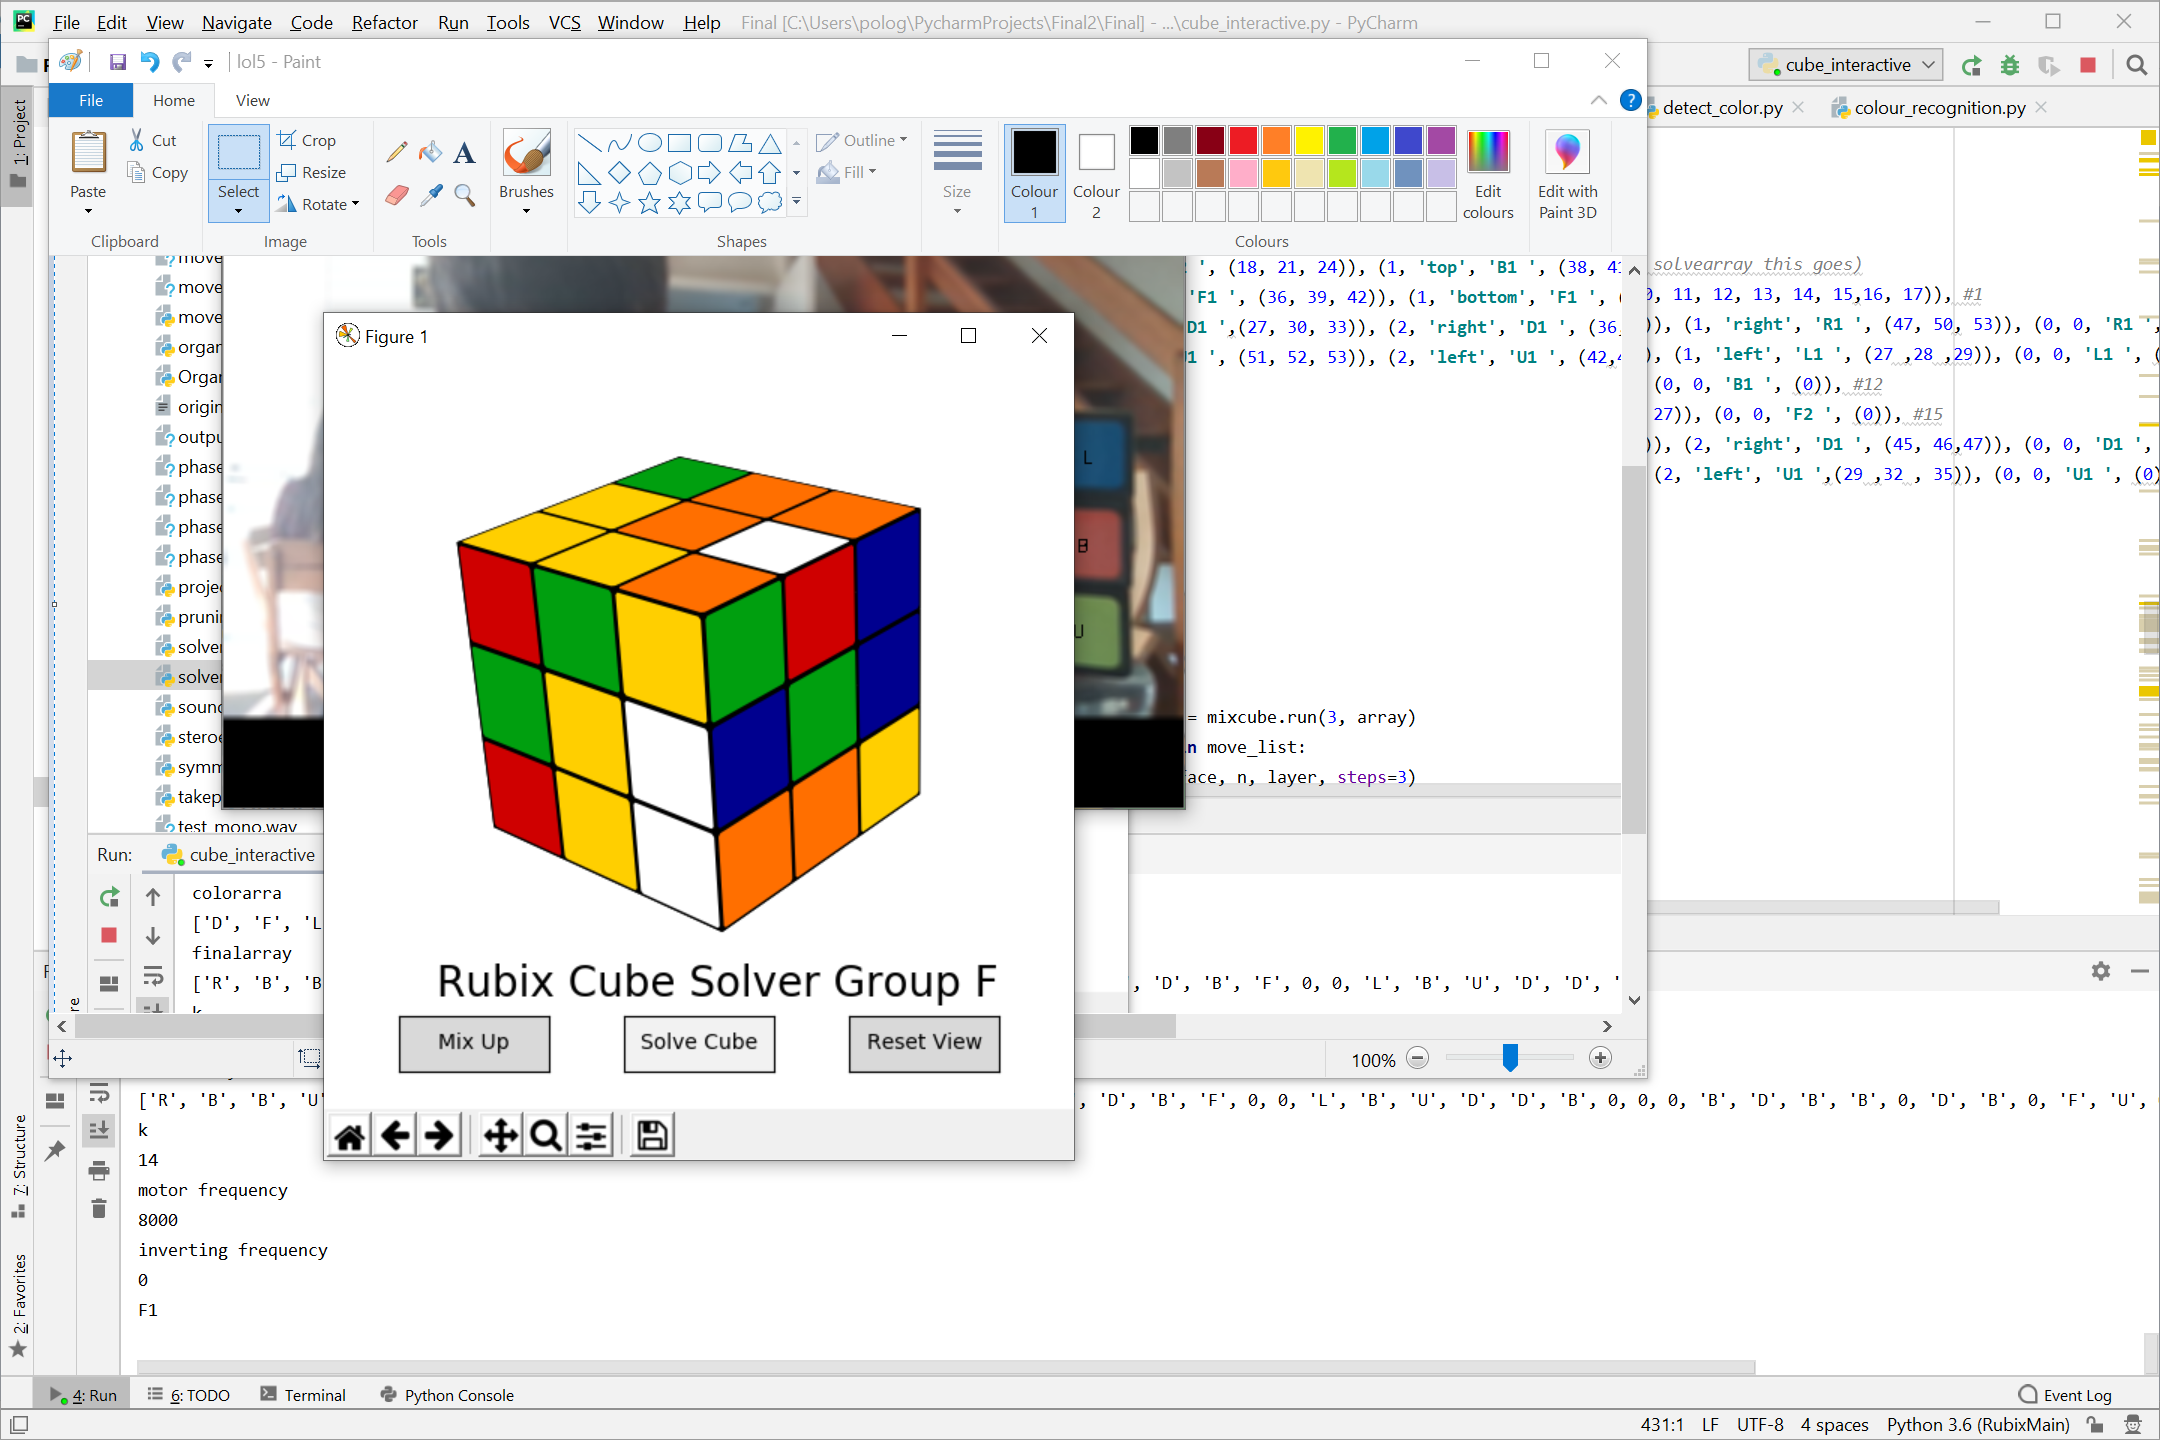 File Edit View Navigate Code Refactor Run Tools VCS Window Help Final [C:\Users\polog\PycharmProjects\Final2\Final] - ...\cube_interactive.py - PyCharm
lol5 - Paint
cube_interactive
File Home View
detect_color.py colour_recognition.py
1: Project
Paste
Cut
Copy
Clipboard
Select
Crop
Resize
Rotate
Image
Tools
Brushes
Shapes
Outline
Fill
Size
Colour 1
Colour 2
Edit colours
Edit with Paint 3D
Colours
move
move
move
organ
Organ
origin
outpu
phase
phase
phase
phase
projec
prunin
solver
solver
sound
steroe
symm
takep
test_mono.wav
', (18, 21, 24)), (1, 'top', 'B1 ', (38, 41
'F1 ', (36, 39, 42)), (1, 'bottom', 'F1 ', (
D1 ',(27, 30, 33)), (2, 'right', 'D1 ', (36,
1 ', (51, 52, 53)), (2, 'left', 'U1 ', (42,4
solvearray this goes)
, 11, 12, 13, 14, 15,16, 17)), #1
)), (1, 'right', 'R1 ', (47, 50, 53)), (0, 0, 'R1 ',
), (1, 'left', 'L1 ', (27 ,28 ,29)), (0, 0, 'L1 ', (
(0, 0, 'B1 ', (0)), #12
27)), (0, 0, 'F2 ', (0)), #15
)), (2, 'right', 'D1 ', (45, 46,47)), (0, 0, 'D1 ',
(2, 'left', 'U1 ',(29 ,32 , 35)), (0, 0, 'U1 ', (0)
L
B
U
= mixcube.run(3, array)
n move_list:
ace, n, layer, steps=3)
Figure 1
Rubix Cube Solver Group F
Mix Up
Solve Cube
Reset View
Run: cube_interactive
colorarra
['D', 'F', 'L
finalarray
['R', 'B', 'B
, 'D', 'B', 'F', 0, 0, 'L', 'B', 'U', 'D', 'D', '
k
100%
['R', 'B', 'B', 'U'
, 'D', 'B', 'F', 0, 0, 'L', 'B', 'U', 'D', 'D', 'B', 0, 0, 0, 'B', 'D', 'B', 'B', 0, 'D', 'B', 0, 'F', 'U',
k
14
motor frequency
8000
inverting frequency
0
F1
7: Structure
2: Favorites
4: Run 6: TODO Terminal Python Console Event Log
431:1 LF UTF-8 4 spaces Python 3.6 (RubixMain)